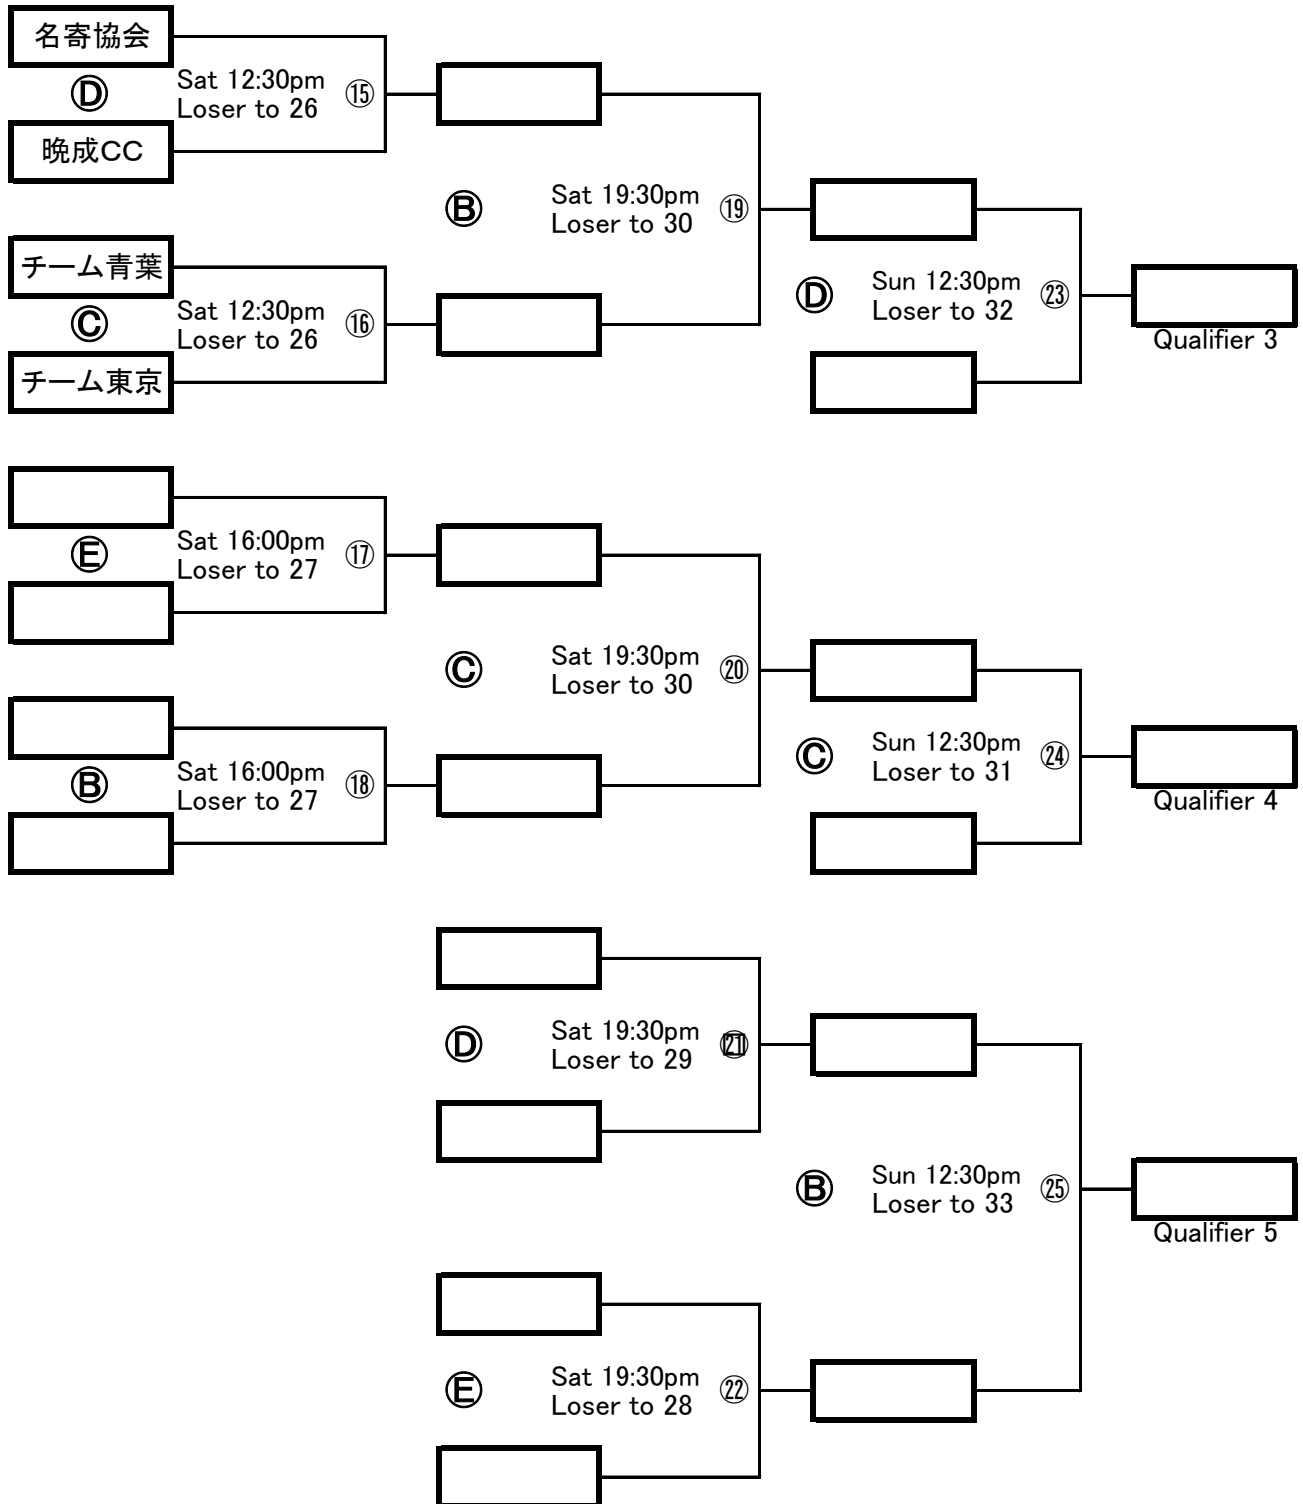 名寄協会
Ⓓ
Sat 12:30pm
Loser to 26
⑮
晩成CC
Ⓑ
Sat 19:30pm
Loser to 30
⑲
チーム青葉
Ⓒ
Sat 12:30pm
Loser to 26
⑯
チーム東京
Ⓓ
Sun 12:30pm
Loser to 32
㉓
Qualifier 3
Ⓔ
Sat 16:00pm
Loser to 27
⑰
Ⓒ
Sat 19:30pm
Loser to 30
⑳
Ⓑ
Sat 16:00pm
Loser to 27
⑱
Ⓒ
Sun 12:30pm
Loser to 31
㉔
Qualifier 4
Ⓓ
Sat 19:30pm
Loser to 29
㉑
Ⓑ
Sun 12:30pm
Loser to 33
㉕
Qualifier 5
Ⓔ
Sat 19:30pm
Loser to 28
㉒